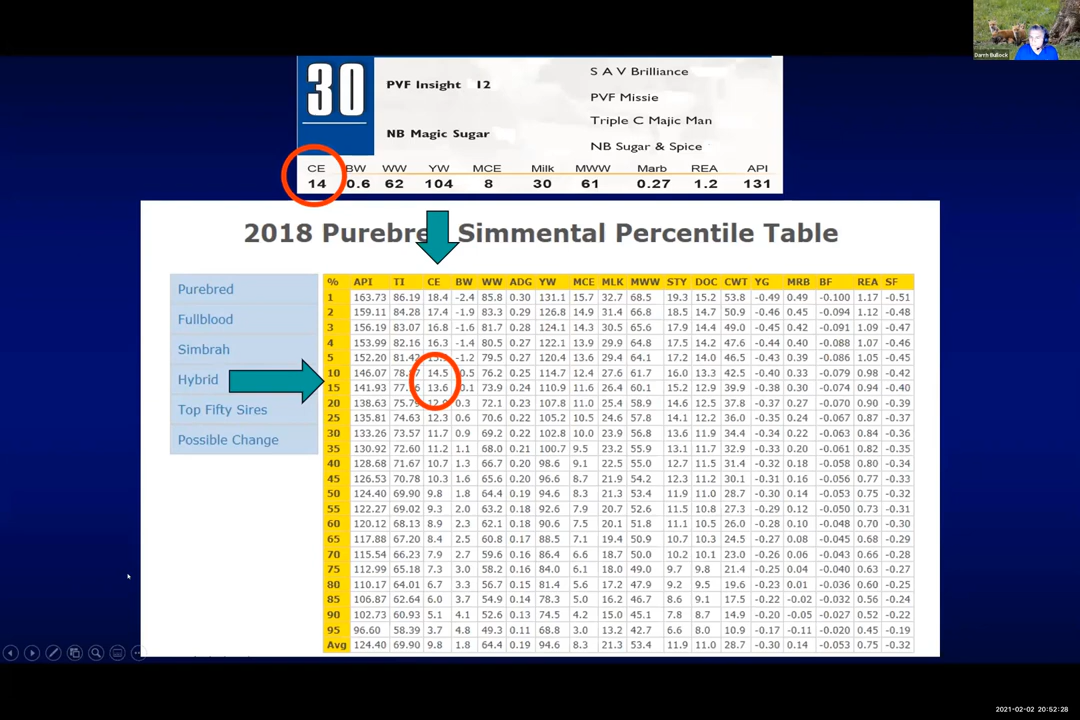 Darrh Bullock
30
PVF Insight 12
NB Magic Sugar
S A V Brilliance
PVF Missie
Triple C Majic Man
NB Sugar & Spice
CE BW WW YW MCE Milk MWW Marb REA API
14 0.6 62 104 8 30 61 0.27 1.2 131
2018 Purebre Simmental Percentile Table
Purebred
Fullblood
Simbrah
Hybrid
Top Fifty Sires
Possible Change
% API TI CE BW WW ADG YW MCE MLK MWW STY DOC CWT YG MRB BF REA SF
1 163.73 86.19 18.4 -2.4 85.8 0.30 131.1 15.7 32.7 68.5 19.3 15.2 53.8 -0.49 0.49 -0.100 1.17 -0.51
2 159.11 84.28 17.4 -1.9 83.3 0.29 126.8 14.9 31.4 66.8 18.5 14.7 50.9 -0.46 0.45 -0.094 1.12 -0.48
3 156.19 83.07 16.8 -1.6 81.7 0.28 124.1 14.3 30.5 65.6 17.9 14.4 49.0 -0.45 0.42 -0.091 1.09 -0.47
4 153.99 82.16 16.3 -1.4 80.5 0.27 122.1 13.9 29.9 64.8 17.5 14.2 47.6 -0.44 0.40 -0.088 1.07 -0.46
5 152.20 81.42 -1.2 79.5 0.27 120.4 13.6 29.4 64.1 17.2 14.0 46.5 -0.43 0.39 -0.086 1.05 -0.45
10 146.07 14.5 0.5 76.2 0.25 114.7 12.4 27.6 61.7 16.0 13.3 42.5 -0.40 0.33 -0.079 0.98 -0.42
15 141.93 13.6 0.1 73.9 0.24 110.9 11.6 26.4 60.1 15.2 12.9 39.9 -0.38 0.30 -0.074 0.94 -0.40
20 138.63 75.79 12.9 0.3 72.1 0.23 107.8 11.0 25.4 58.9 14.6 12.5 37.8 -0.37 0.27 -0.070 0.90 -0.39
25 135.81 74.63 12.3 0.6 70.6 0.22 105.2 10.5 24.6 57.8 14.1 12.2 36.0 -0.35 0.24 -0.067 0.87 -0.37
30 133.26 73.57 11.7 0.9 69.2 0.22 102.8 10.0 23.9 56.8 13.6 11.9 34.4 -0.34 0.22 -0.063 0.84 -0.36
35 130.92 72.60 11.2 1.1 68.0 0.21 100.7 9.5 23.2 55.9 13.1 11.7 32.9 -0.33 0.20 -0.061 0.82 -0.35
40 128.68 71.67 10.7 1.3 66.7 0.20 98.6 9.1 22.5 55.0 12.7 11.5 31.4 -0.32 0.18 -0.058 0.80 -0.34
45 126.53 70.78 10.3 1.6 65.6 0.20 96.6 8.7 21.9 54.2 12.3 11.2 30.1 -0.31 0.16 -0.056 0.77 -0.33
50 124.40 69.90 9.8 1.8 64.4 0.19 94.6 8.3 21.3 53.4 11.9 11.0 28.7 -0.30 0.14 -0.053 0.75 -0.32
55 122.27 69.02 9.3 2.0 63.2 0.18 92.6 7.9 20.7 52.6 11.5 10.8 27.3 -0.29 0.12 -0.050 0.73 -0.31
60 120.12 68.13 8.9 2.3 62.1 0.18 90.6 7.5 20.1 51.8 11.1 10.5 26.0 -0.28 0.10 -0.048 0.70 -0.30
65 117.88 67.20 8.4 2.5 60.8 0.17 88.5 7.1 19.4 50.9 10.7 10.3 24.5 -0.27 0.08 -0.045 0.68 -0.29
70 115.54 66.23 7.9 2.7 59.6 0.16 86.4 6.6 18.7 50.0 10.2 10.1 23.0 -0.26 0.06 -0.043 0.66 -0.28
75 112.99 65.18 7.3 3.0 58.2 0.16 84.0 6.1 18.0 49.0 9.7 9.8 21.4 -0.25 0.04 -0.040 0.63 -0.27
80 110.17 64.01 6.7 3.3 56.7 0.15 81.4 5.6 17.2 47.9 9.2 9.5 19.6 -0.23 0.01 -0.036 0.60 -0.25
85 106.87 62.64 6.0 3.7 54.9 0.14 78.3 5.0 16.2 46.7 8.6 9.1 17.5 -0.22 -0.02 -0.032 0.56 -0.24
90 102.73 60.93 5.1 4.1 52.6 0.13 74.5 4.2 15.0 45.1 7.8 8.7 14.9 -0.20 -0.05 -0.027 0.52 -0.22
95 96.60 58.39 3.7 4.8 49.3 0.11 68.8 3.0 13.2 42.7 6.6 8.0 10.9 -0.17 -0.11 -0.020 0.45 -0.19
Avg 124.40 69.90 9.8 1.8 64.4 0.19 94.6 8.3 21.3 53.4 11.9 11.0 28.7 -0.30 0.14 -0.053 0.75 -0.32
2021-02-02 20:52:28